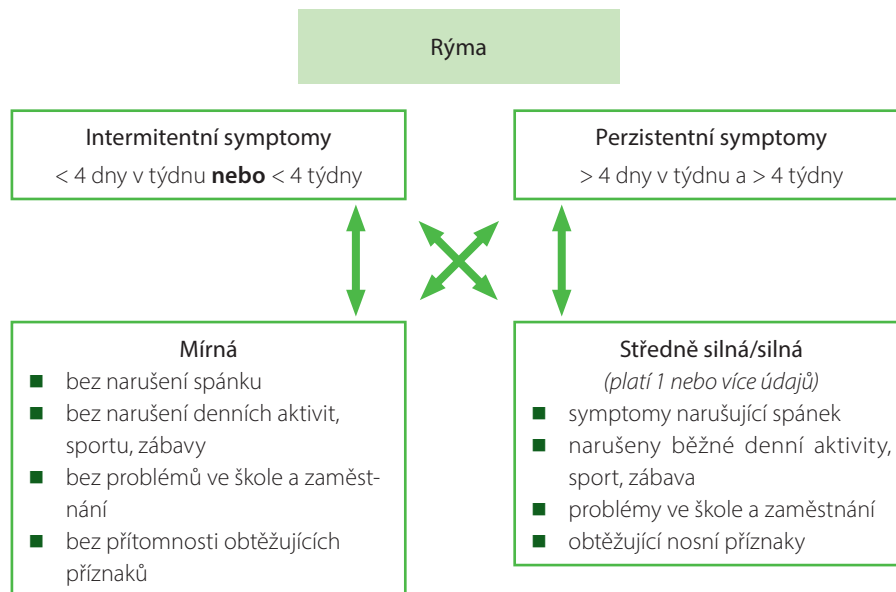 Rýma
Intermitentní symptomy
< 4 dny v týdnu nebo < 4 týdny
Perzistentní symptomy
> 4 dny v týdnu a > 4 týdny
Mírná
■ bez narušení spánku
■ bez narušení denních aktivit,
sportu, zábavy
■ bez problémů ve škole a zaměst-
nání
■ bez přítomnosti obtěžujících
příznaků
Středně silná/silná
(platí 1 nebo více údajů)
■ symptomy narušující spánek
■ narušeny běžné denní aktivity,
sport, zábava
■ problémy ve škole a zaměstnání
■ obtěžující nosní příznaky